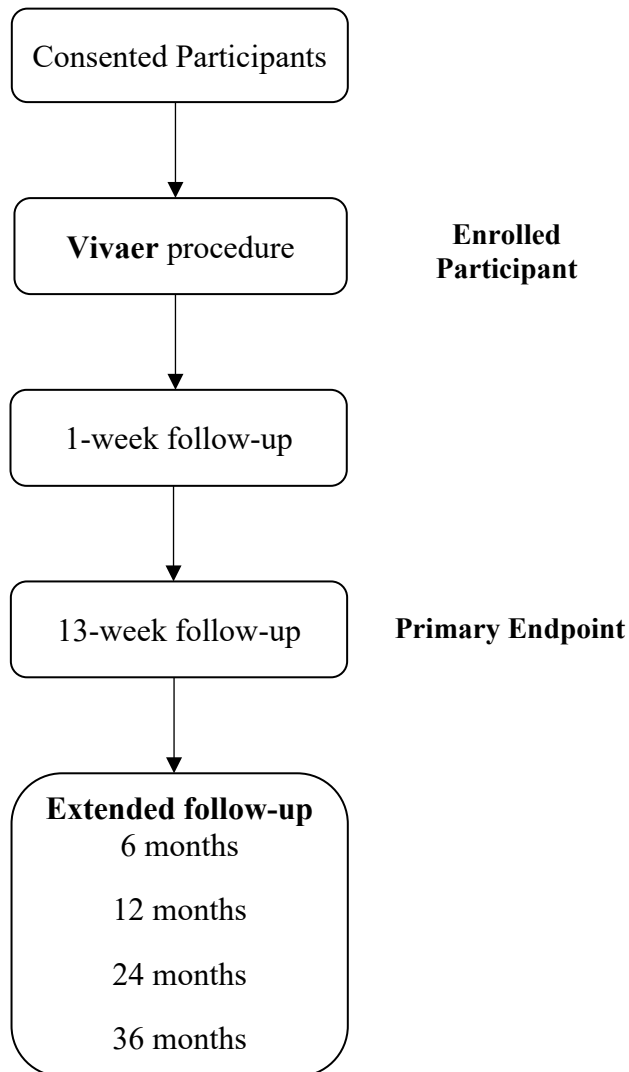 Consented Participants
Vivaer procedure
Enrolled
Participant
1-week follow-up
13-week follow-up
Primary Endpoint
Extended follow-up
6 months
12 months
24 months
36 months